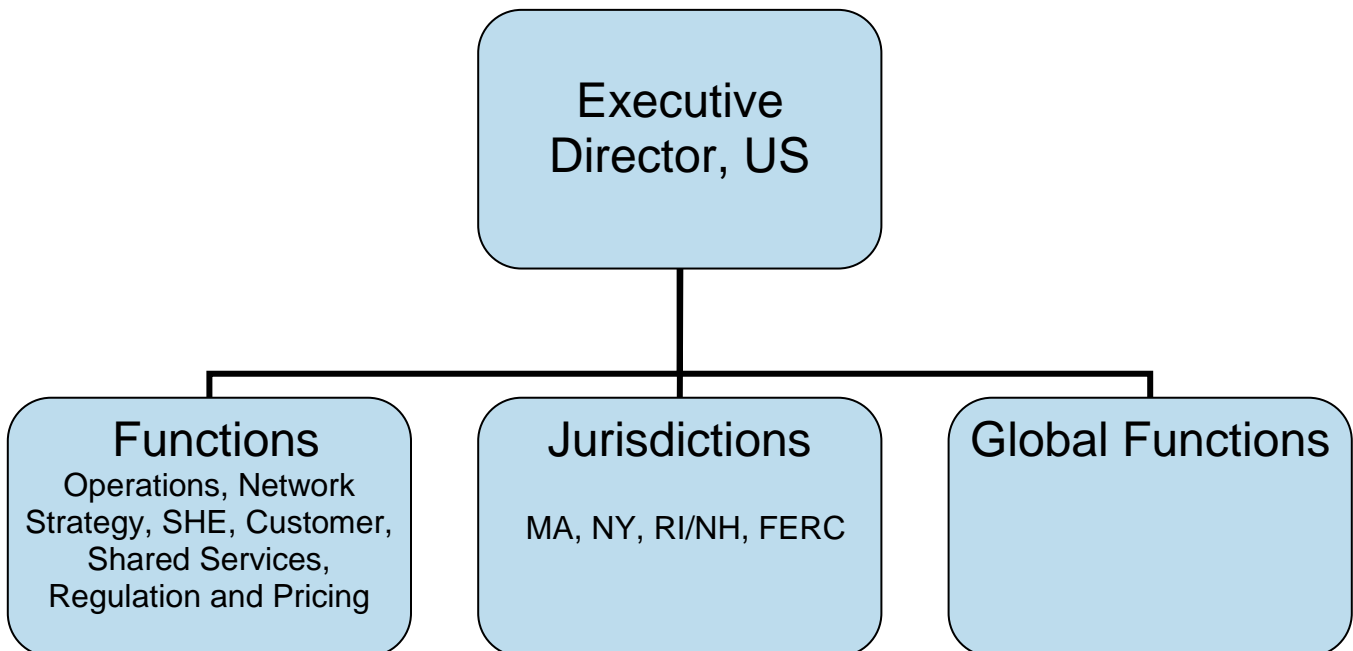 Executive
Director, US
Functions
Operations, Network
Strategy, SHE, Customer,
Shared Services,
Regulation and Pricing
Jurisdictions
MA, NY, RI/NH, FERC
Global Functions